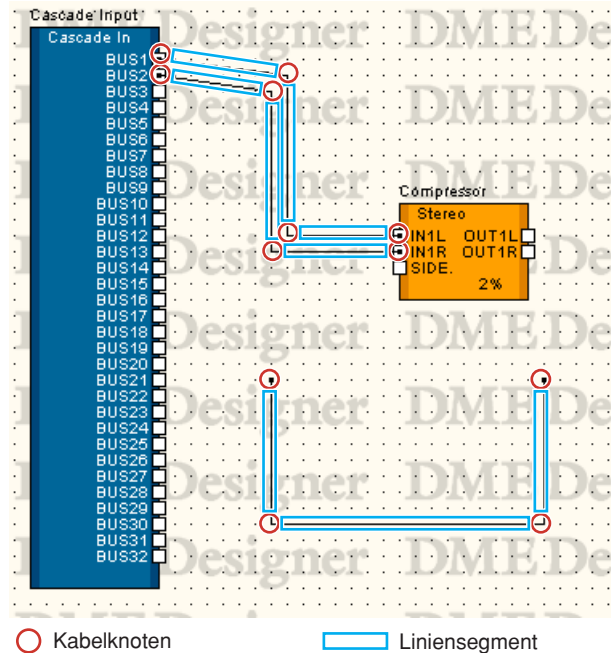 Cascade Input
Cascade In
BUS1
BUS2
BUS3
BUS4
BUS5
BUS6
BUS7
BUS8
BUS9
BUS10
BUS11
BUS12
BUS13
BUS14
BUS15
BUS16
BUS17
BUS18
BUS19
BUS20
BUS21
BUS22
BUS23
BUS24
BUS25
BUS26
BUS27
BUS28
BUS29
BUS30
BUS31
BUS32
Compressor
Stereo
IN1L OUT1L
IN1R OUT1R
SIDE.
2%
DME Designer
Kabelknoten
Liniensegment